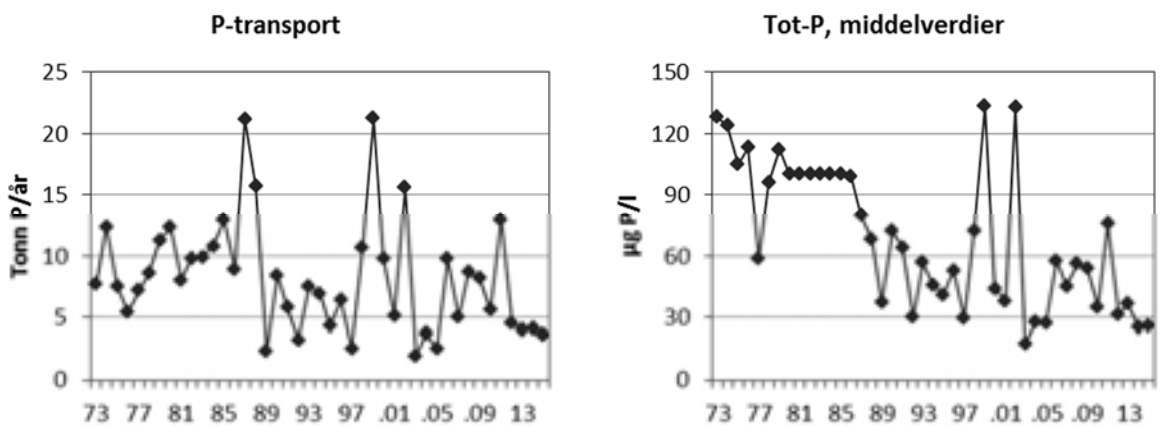 P-transport
Tonn P/år
25
20
15
10
5
0
73 77 81 85 89 93 97 .01 .05 .09 13
Tot-P, middelverdier
µg P/l
150
120
90
60
30
0
73 77 81 85 89 93 97 .01 .05 .09 13